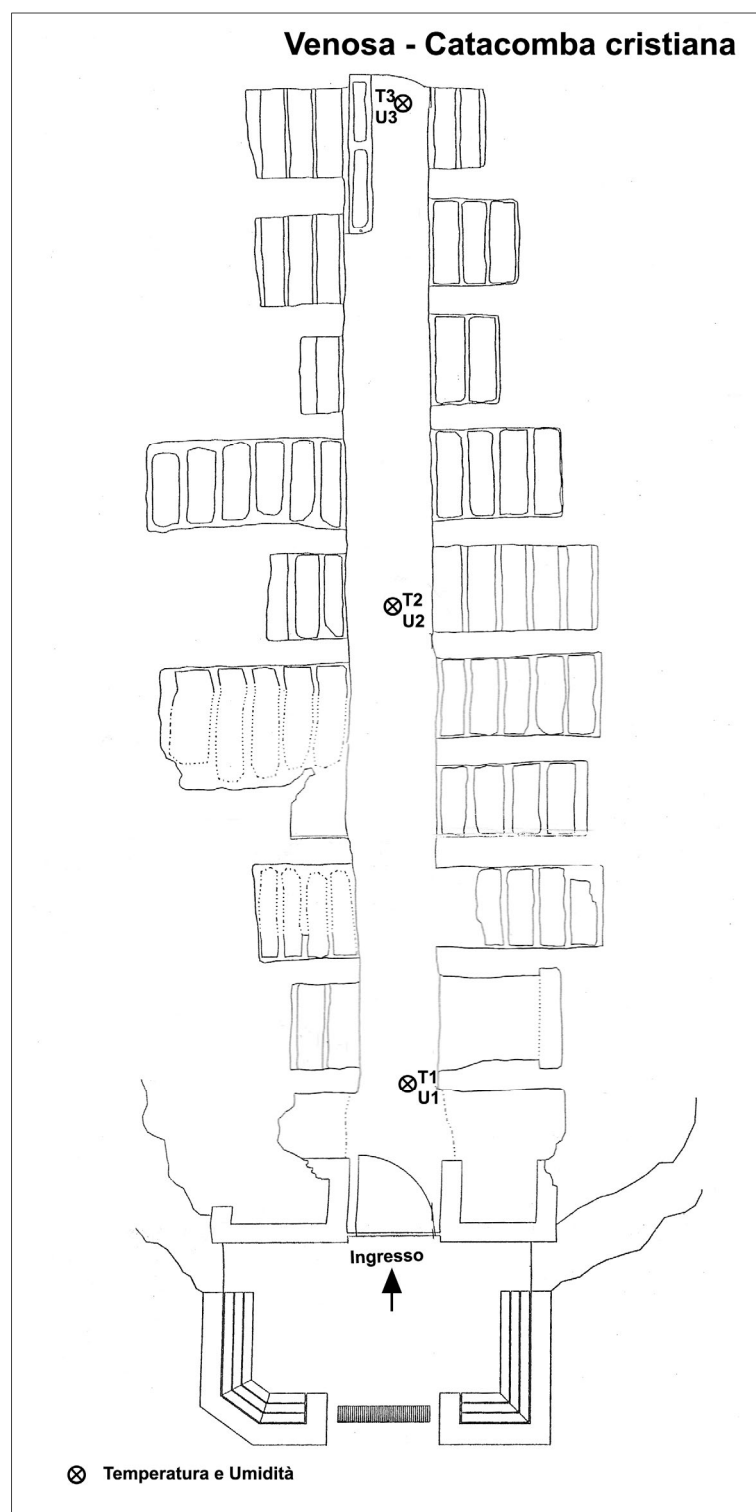 Venosa - Catacomba cristiana
T3
U3
T2
U2
T1
U1
Ingresso
Temperatura e Umidità